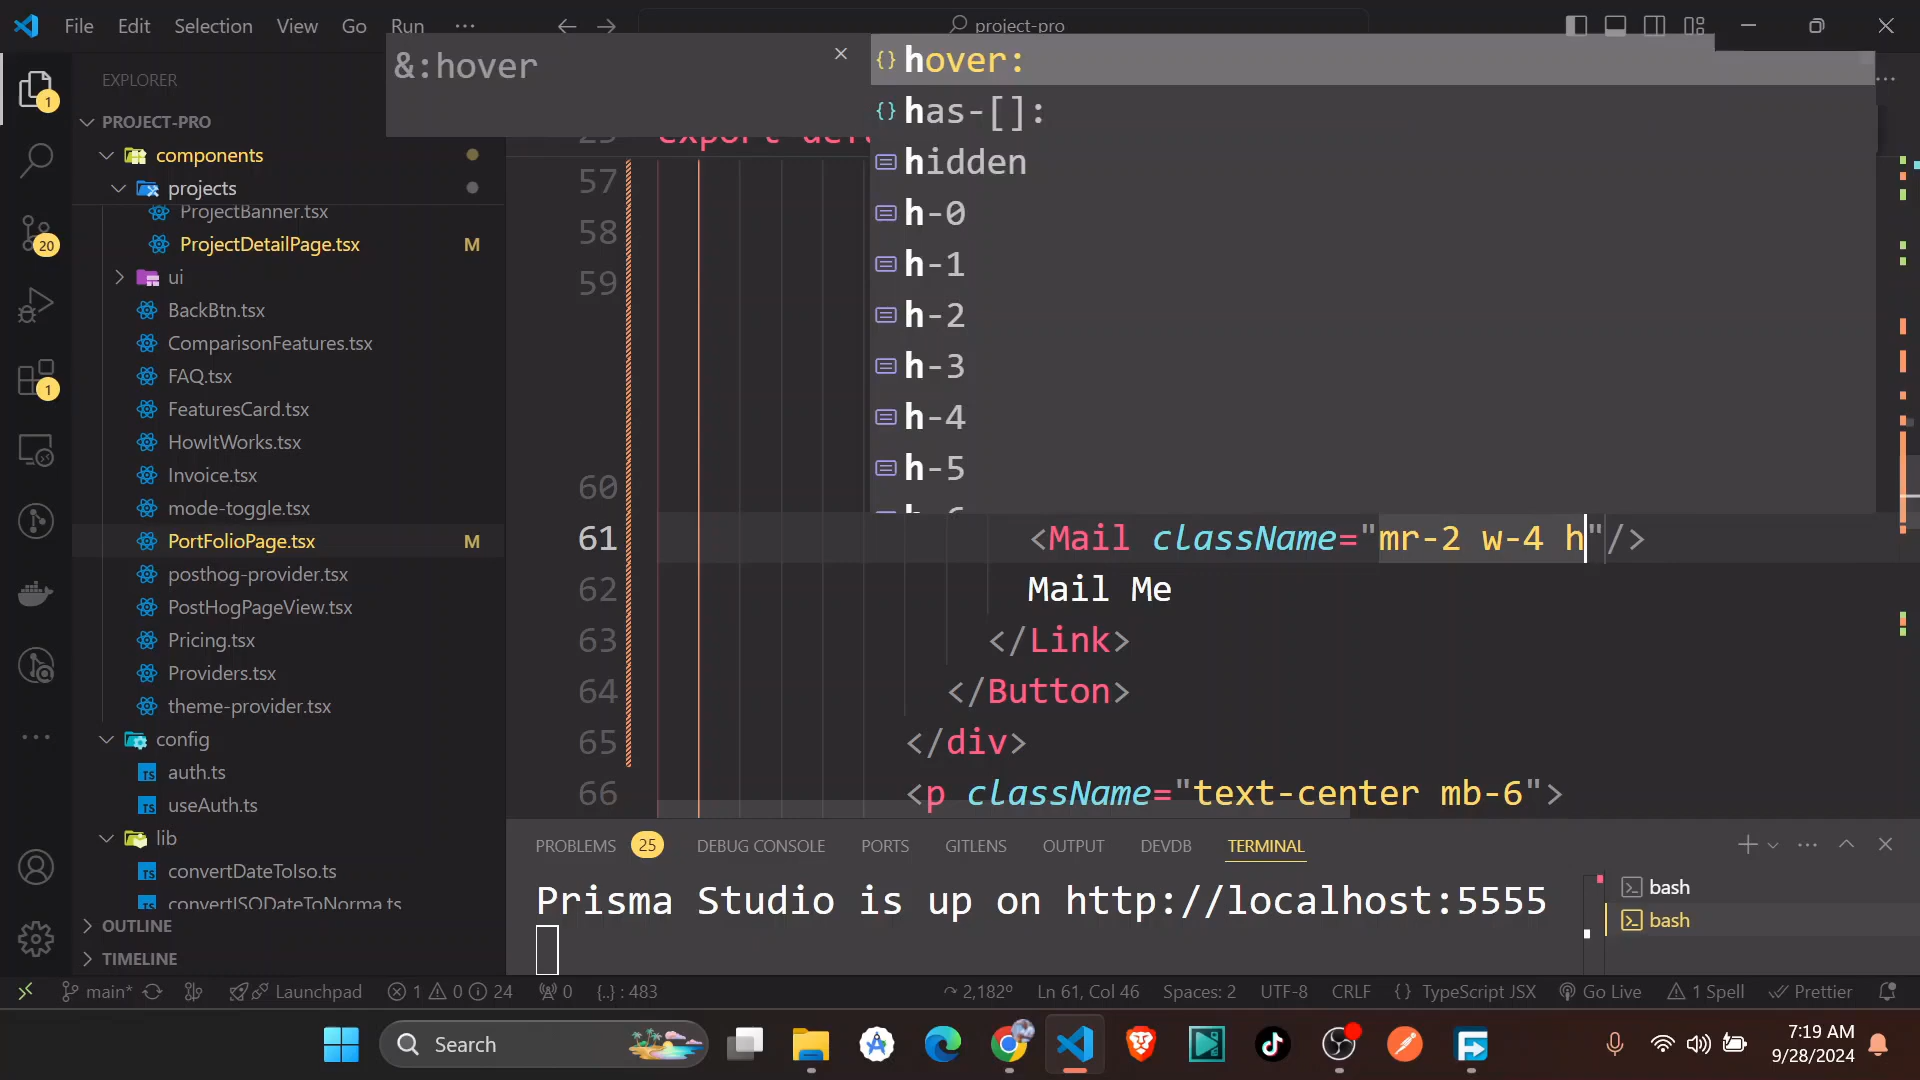 File Edit Selection View Go Run ··· project-pro
EXPLORER
PROJECT-PRO
components
projects
ProjectBanner.tsx
ProjectDetailPage.tsx M
ui
BackBtn.tsx
ComparisonFeatures.tsx
FAQ.tsx
FeaturesCard.tsx
HowItWorks.tsx
Invoice.tsx
mode-toggle.tsx
PortFolioPage.tsx M
posthog-provider.tsx
PostHogPageView.tsx
Pricing.tsx
Providers.tsx
theme-provider.tsx
config
auth.ts
useAuth.ts
lib
convertDateToIso.ts
convertISODateToNorma.ts
OUTLINE
TIMELINE
1
20
1
&:hover
hover:
has-[]:
hidden
h-0
h-1
h-2
h-3
h-4
h-5
57
58
59
60
61 <Mail className="mr-2 w-4 h"/>
62 Mail Me
63 </Link>
64 </Button>
65 </div>
66 <p className="text-center mb-6">
PROBLEMS 25 DEBUG CONSOLE PORTS GITLENS OUTPUT DEVDB TERMINAL
Prisma Studio is up on http://localhost:5555
bash
bash
main* Launchpad 1 0 24 0 {..} : 483 2,182° Ln 61, Col 46 Spaces: 2 UTF-8 CRLF {} TypeScript JSX Go Live 1 Spell Prettier
Search
7:19 AM
9/28/2024